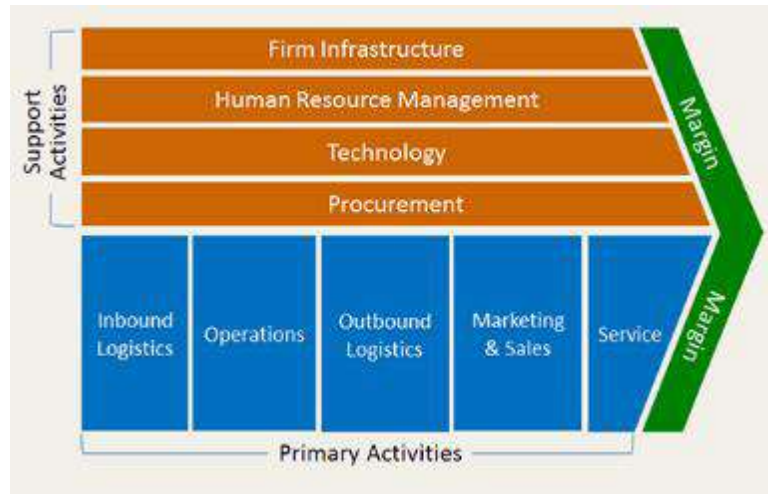 Support
Activities
Firm Infrastructure
Human Resource Management
Technology
Procurement
Margin
Inbound
Logistics
Operations
Outbound
Logistics
Marketing
& Sales
Service
Margin
Primary Activities